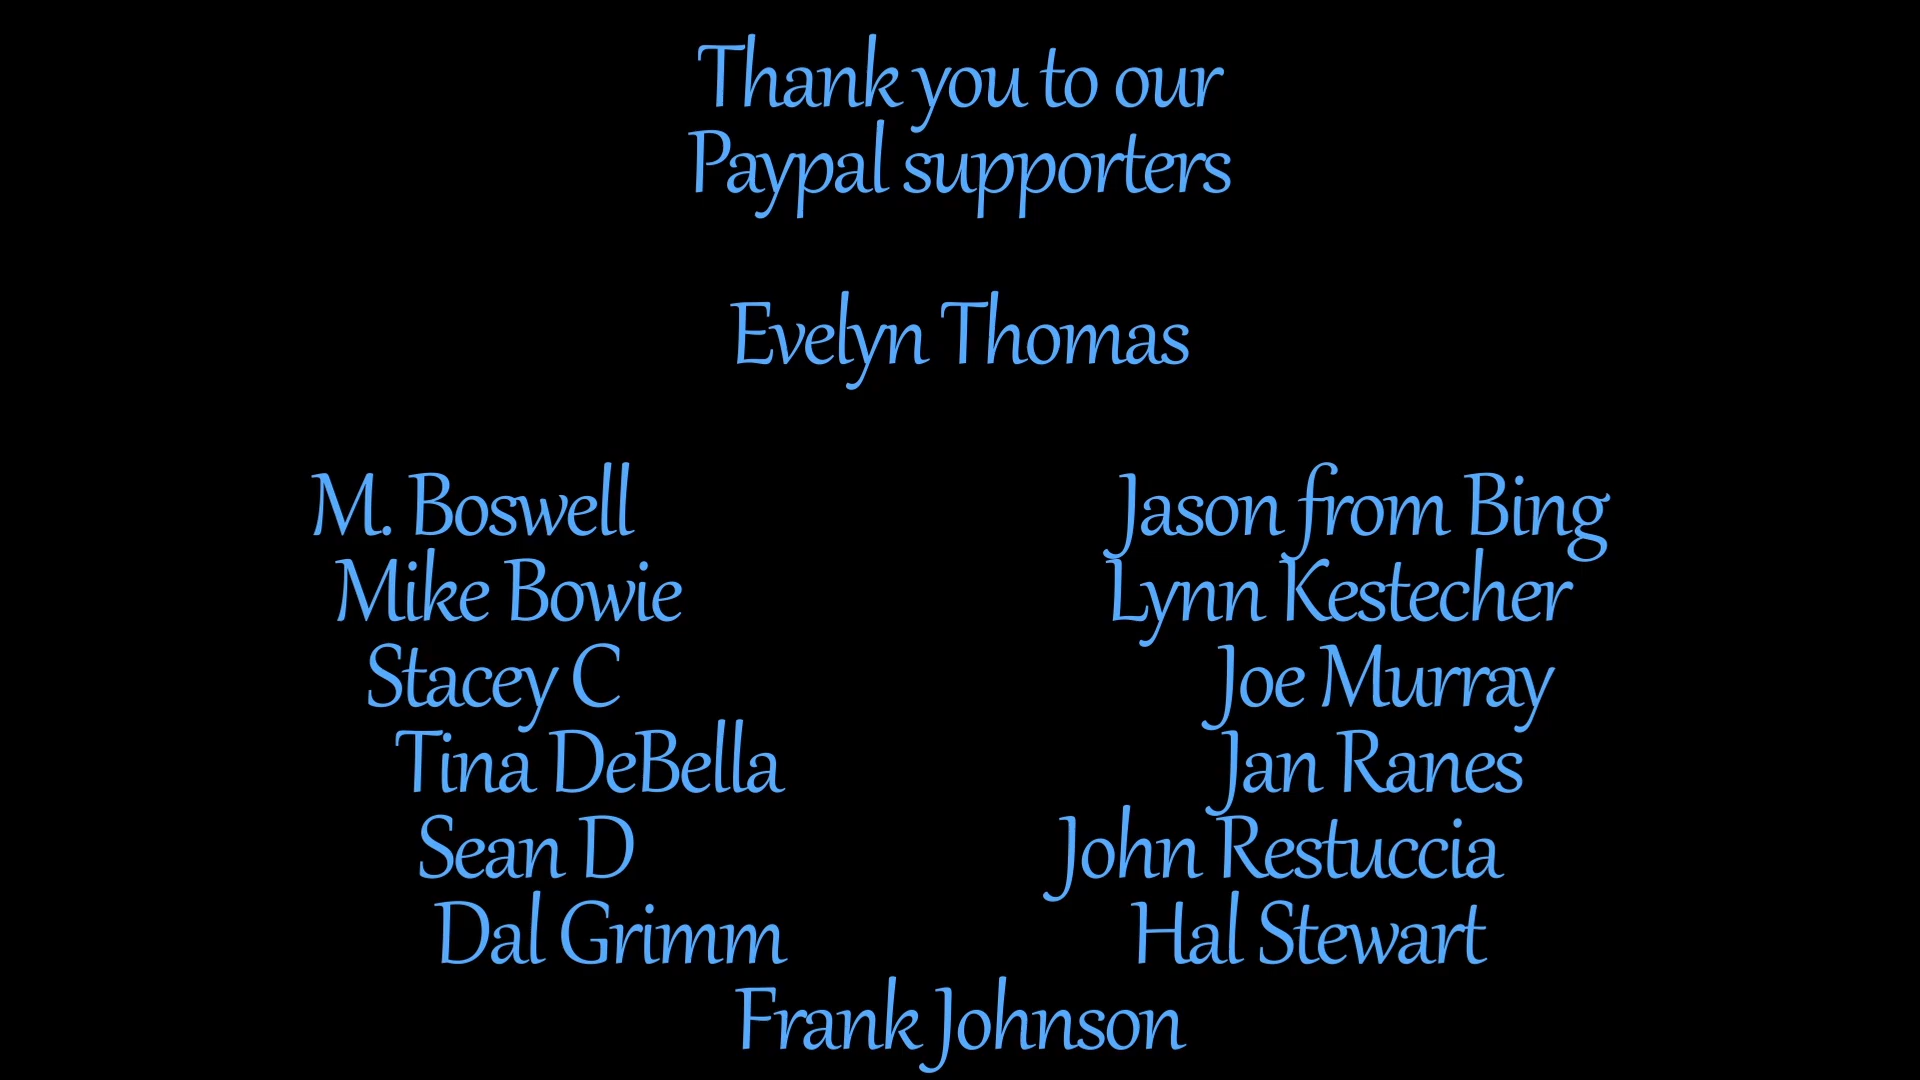 Thank you to our
Paypal supporters
Evelyn Thomas
M. Boswell Jason from Bing
Mike Bowie Lynn Kestecher
Stacey C Joe Murray
Tina DeBella Jan Ranes
Sean D John Restuccia
Dal Grimm Hal Stewart
Frank Johnson